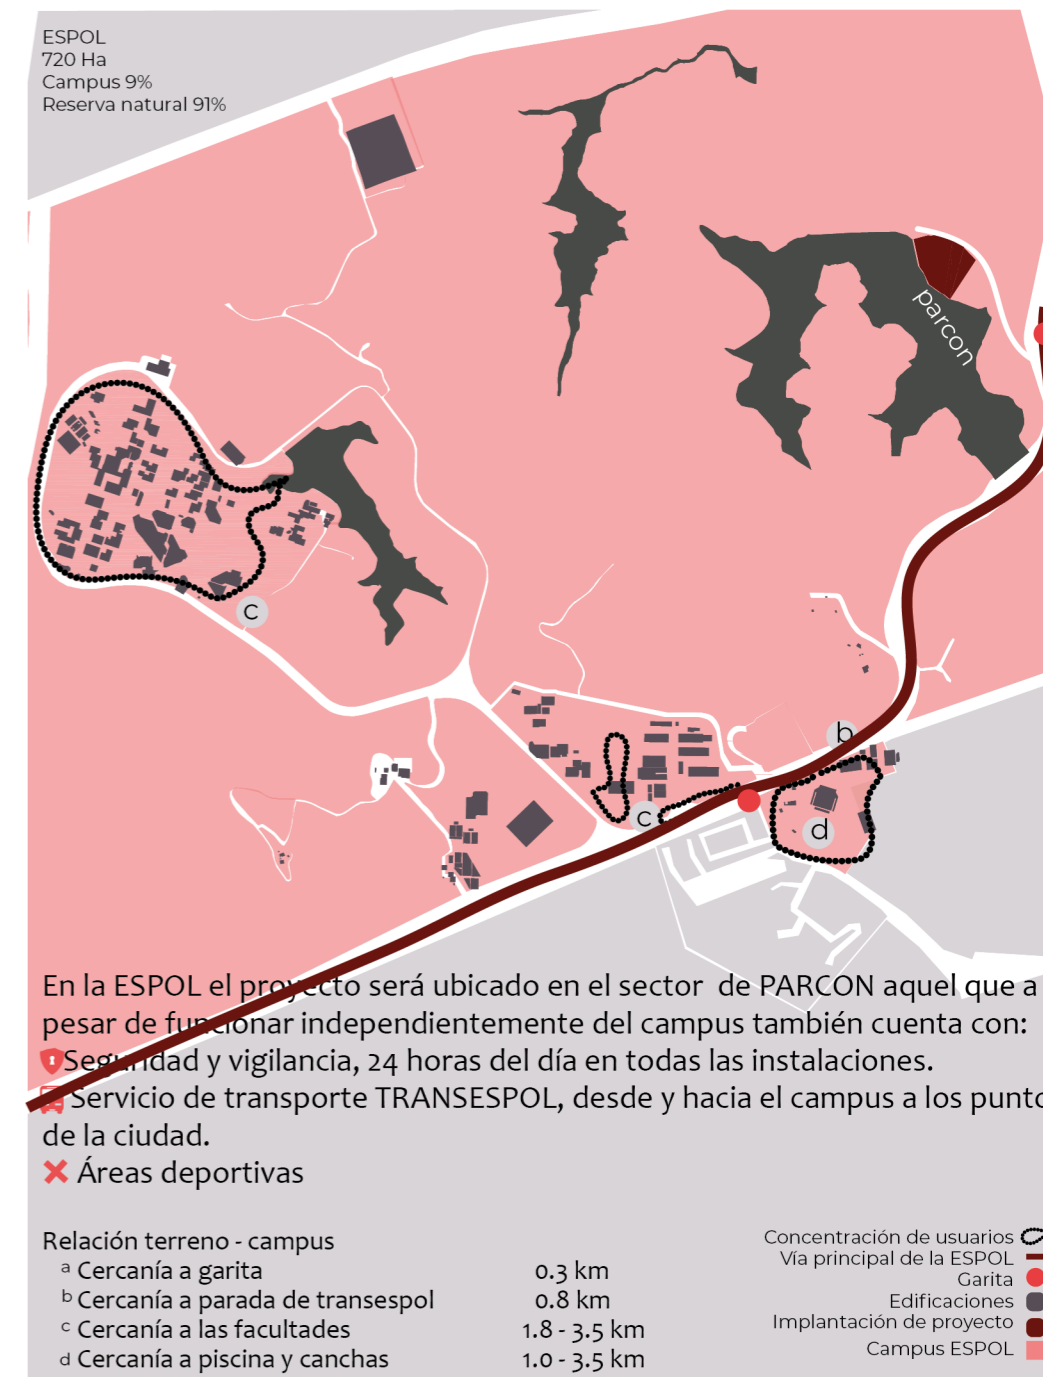 ESPOL
720 Ha
Campus 9%
Reserva natural 91%
parcon
c
b
c
d
En la ESPOL el proyecto será ubicado en el sector de PARCON aquel que a
pesar de funcionar independientemente del campus también cuenta con:
Seguridad y vigilancia, 24 horas del día en todas las instalaciones.
Servicio de transporte TRANSESPOL, desde y hacia el campus a los punto
de la ciudad.
Áreas deportivas
Relación terreno - campus
a Cercanía a garita 0.3 km
b Cercanía a parada de transespol 0.8 km
c Cercanía a las facultades 1.8 - 3.5 km
d Cercanía a piscina y canchas 1.0 - 3.5 km
Concentración de usuarios
Vía principal de la ESPOL
Garita
Edificaciones
Implantación de proyecto
Campus ESPOL